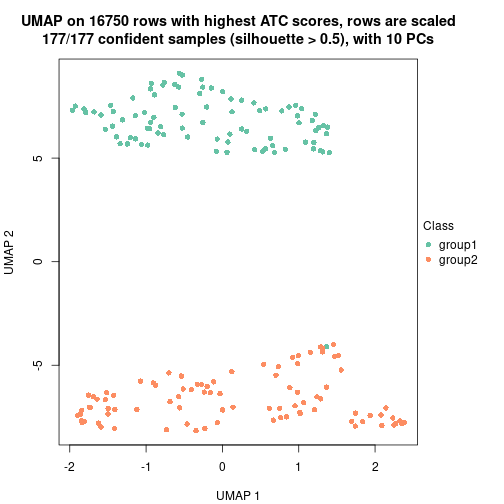 UMAP on 16750 rows with highest ATC scores, rows are scaled
177/177 confident samples (silhouette > 0.5), with 10 PCs
UMAP 2
5
0
-5
-2
-1
0
1
2
UMAP 1
Class
group1
group2